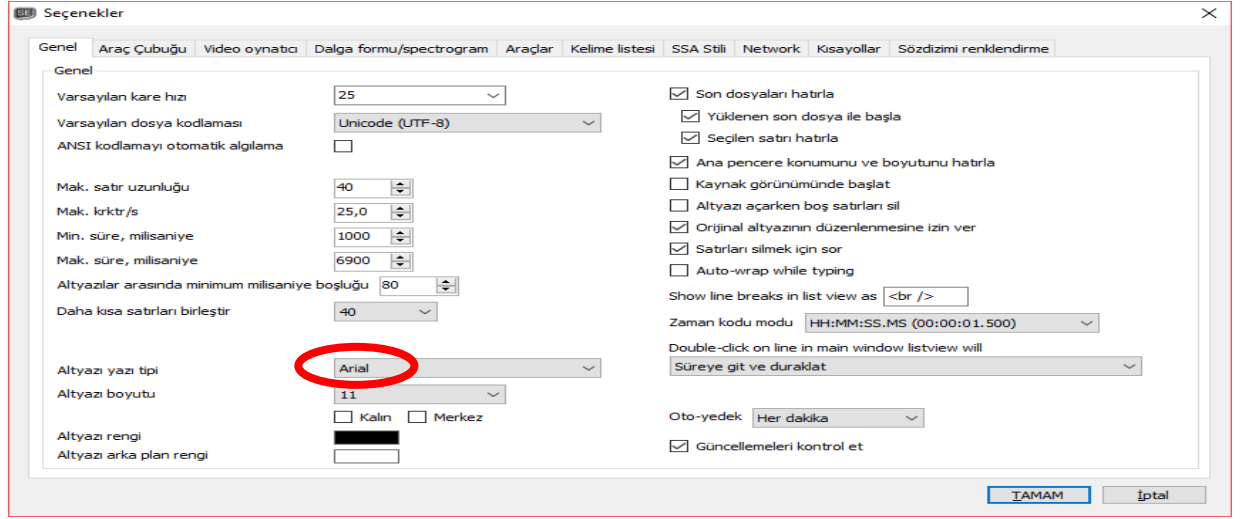 SE Seçenekler
Genel Araç Çubuğu Video oynatıcı Dalga formu/spectrogram Araçlar Kelime listesi SSA Stili Network Kısayollar Sözdizimi renklendirme
Genel
Varsayılan kare hızı 25
Varsayılan dosya kodlaması Unicode (UTF-8)
ANSI kodlamayı otomatik algılama
Mak. satır uzunluğu 40
Mak. krktr/s 25,0
Min. süre, milisaniye 1000
Mak. süre, milisaniye 6900
Altyazılar arasında minimum milisaniye boşluğu 80
Daha kısa satırları birleştir 40
Altyazı yazı tipi Arial
Altyazı boyutu 11
Kalın Merkez
Altyazı rengi
Altyazı arka plan rengi
Son dosyaları hatırla
Yüklenen son dosya ile başla
Seçilen satırı hatırla
Ana pencere konumunu ve boyutunu hatırla
Kaynak görünümünde başlat
Altyazı açarken boş satırları sil
Orijinal altyazının düzenlenmesine izin ver
Satırları silmek için sor
Auto-wrap while typing
Show line breaks in list view as <br />
Zaman kodu modu HH:MM:SS.MS (00:00:01.500)
Double-click on line in main window listview will
Süreye git ve duraklat
Oto-yedek Her dakika
Güncellemeleri kontrol et
TAMAM İptal